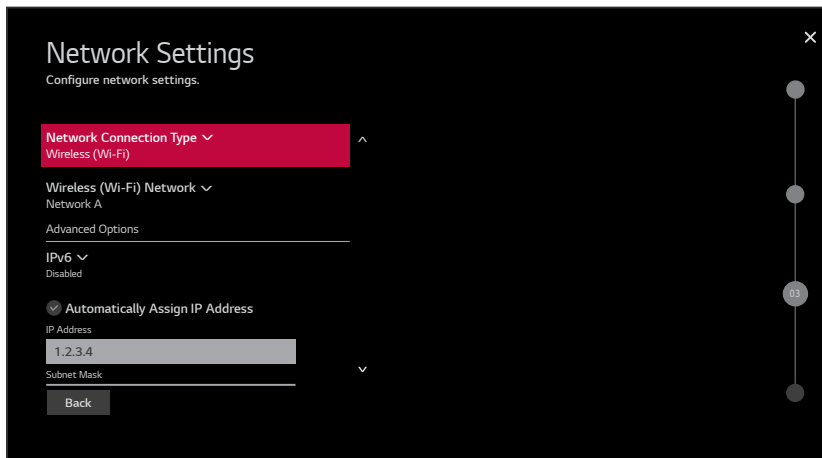 Network Settings
Configure network settings.
Network Connection Type
Wireless (Wi-Fi)
Wireless (Wi-Fi) Network
Network A
Advanced Options
IPv6
Disabled
Automatically Assign IP Address
IP Address
1.2.3.4
Subnet Mask
Back
03